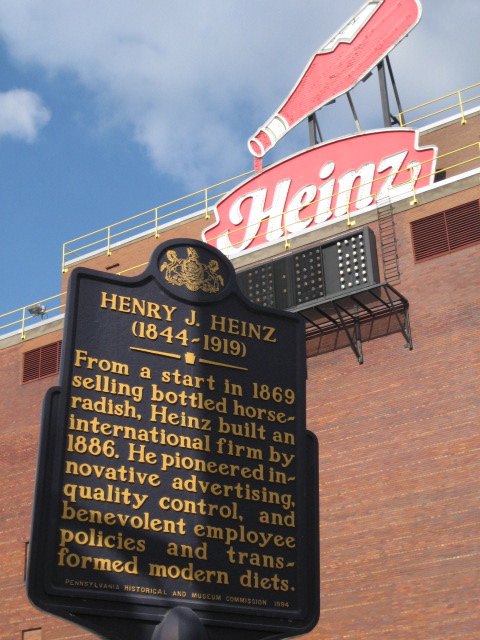 Heinz
HENRY J. HEINZ
(1844-1919)
From a start in 1869
selling bottled horse-
radish, Heinz built an
international firm by
1886. He pioneered in-
novative advertising,
quality control, and
benevolent employee
policies and trans-
formed modern diets.
PENNSYLVANIA HISTORICAL AND MUSEUM COMMISSION 1994